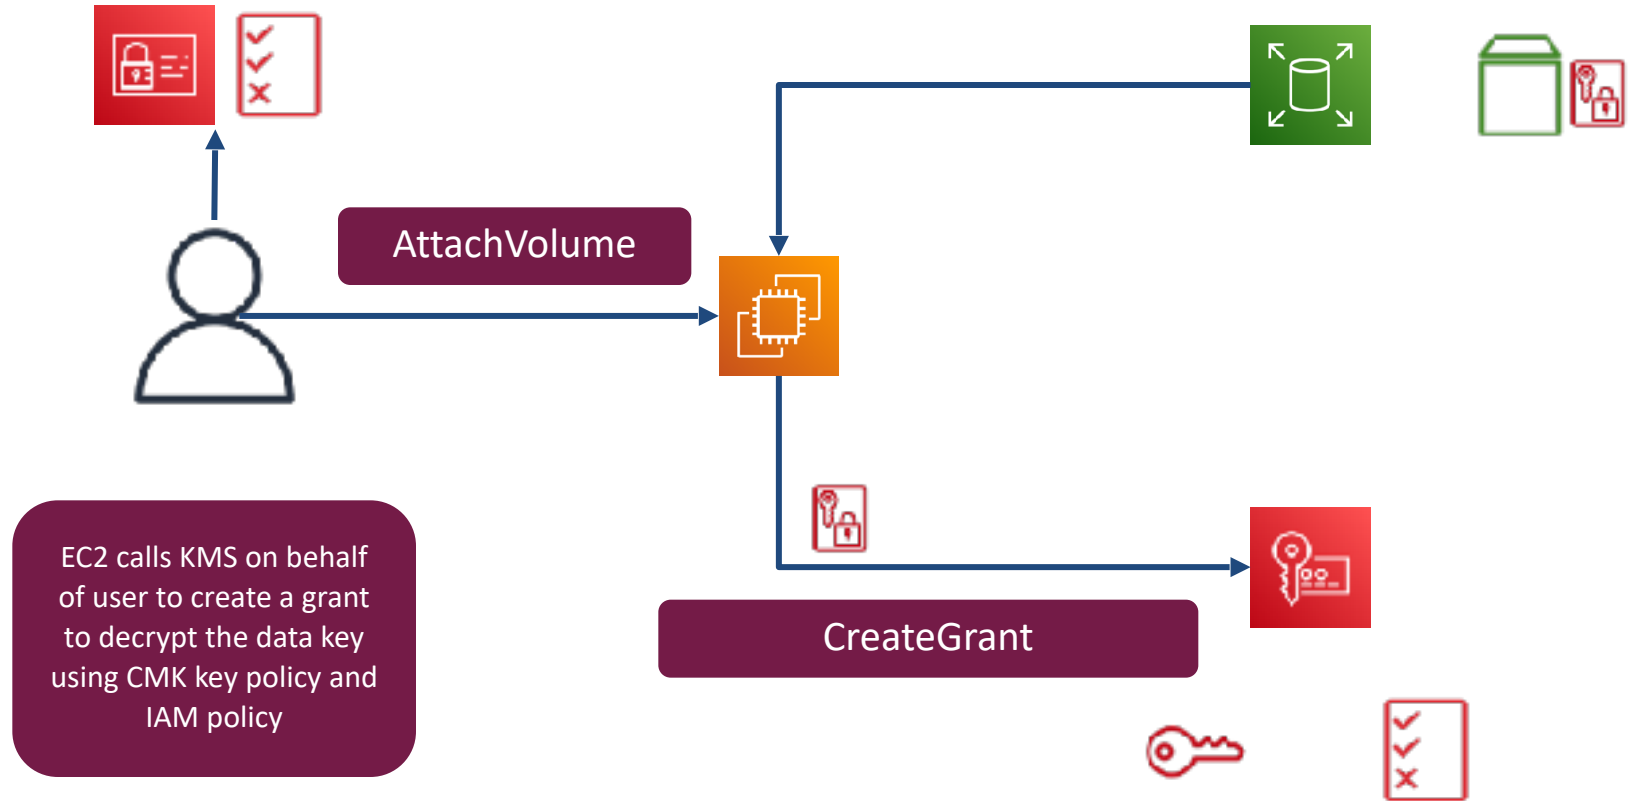 AttachVolume
EC2 calls KMS on behalf
of user to create a grant
to decrypt the data key
using CMK key policy and
IAM policy
CreateGrant